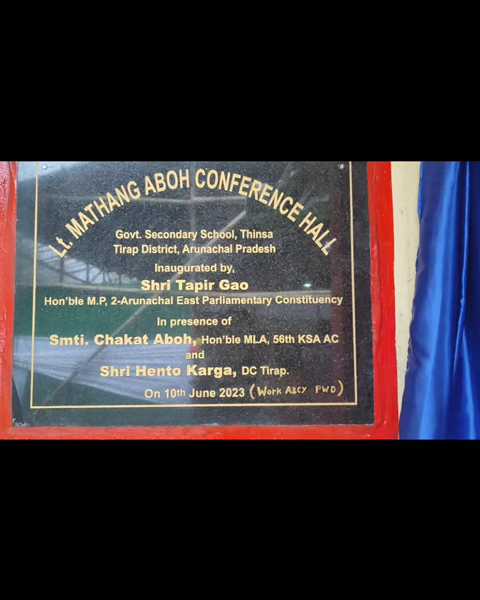 Lt. MATHANG ABOH CONFERENCE HALL
Govt. Secondary School, Thinsa
Tirap District, Arunachal Pradesh
Inaugurated by,
Shri Tapir Gao
Hon'ble M.P, 2-Arunachal East Parliamentary Constituency
In presence of
Smti. Chakat Aboh, Hon'ble MLA, 56th KSA AC
and
Shri Hento Karga, DC Tirap.
On 10th June 2023 (WORK AGCY PWD)